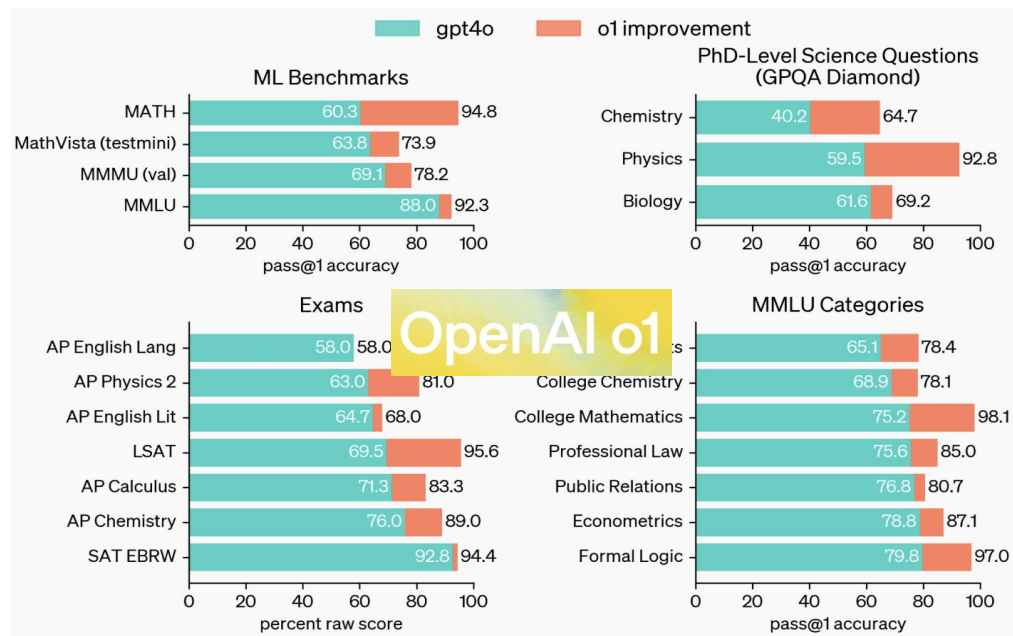 gpt4o
o1 improvement
ML Benchmarks
MATH
60.3
94.8
MathVista (testmini)
63.8
73.9
MMMU (val)
69.1
78.2
MMLU
88.0
92.3
0 20 40 60 80 100
pass@1 accuracy
PhD-Level Science Questions
(GPQA Diamond)
Chemistry
40.2
64.7
Physics
59.5
92.8
Biology
61.6
69.2
0 20 40 60 80 100
pass@1 accuracy
Exams
AP English Lang
58.0
58.0
AP Physics 2
63.0
81.0
AP English Lit
64.7
68.0
LSAT
69.5
95.6
AP Calculus
71.3
83.3
AP Chemistry
76.0
89.0
SAT EBRW
92.8
94.4
0 20 40 60 80 100
percent raw score
OpenAI o1
MMLU Categories
65.1
78.4
College Chemistry
68.9
78.1
College Mathematics
75.2
98.1
Professional Law
75.6
85.0
Public Relations
76.8
80.7
Econometrics
78.8
87.1
Formal Logic
79.8
97.0
0 20 40 60 80 100
pass@1 accuracy